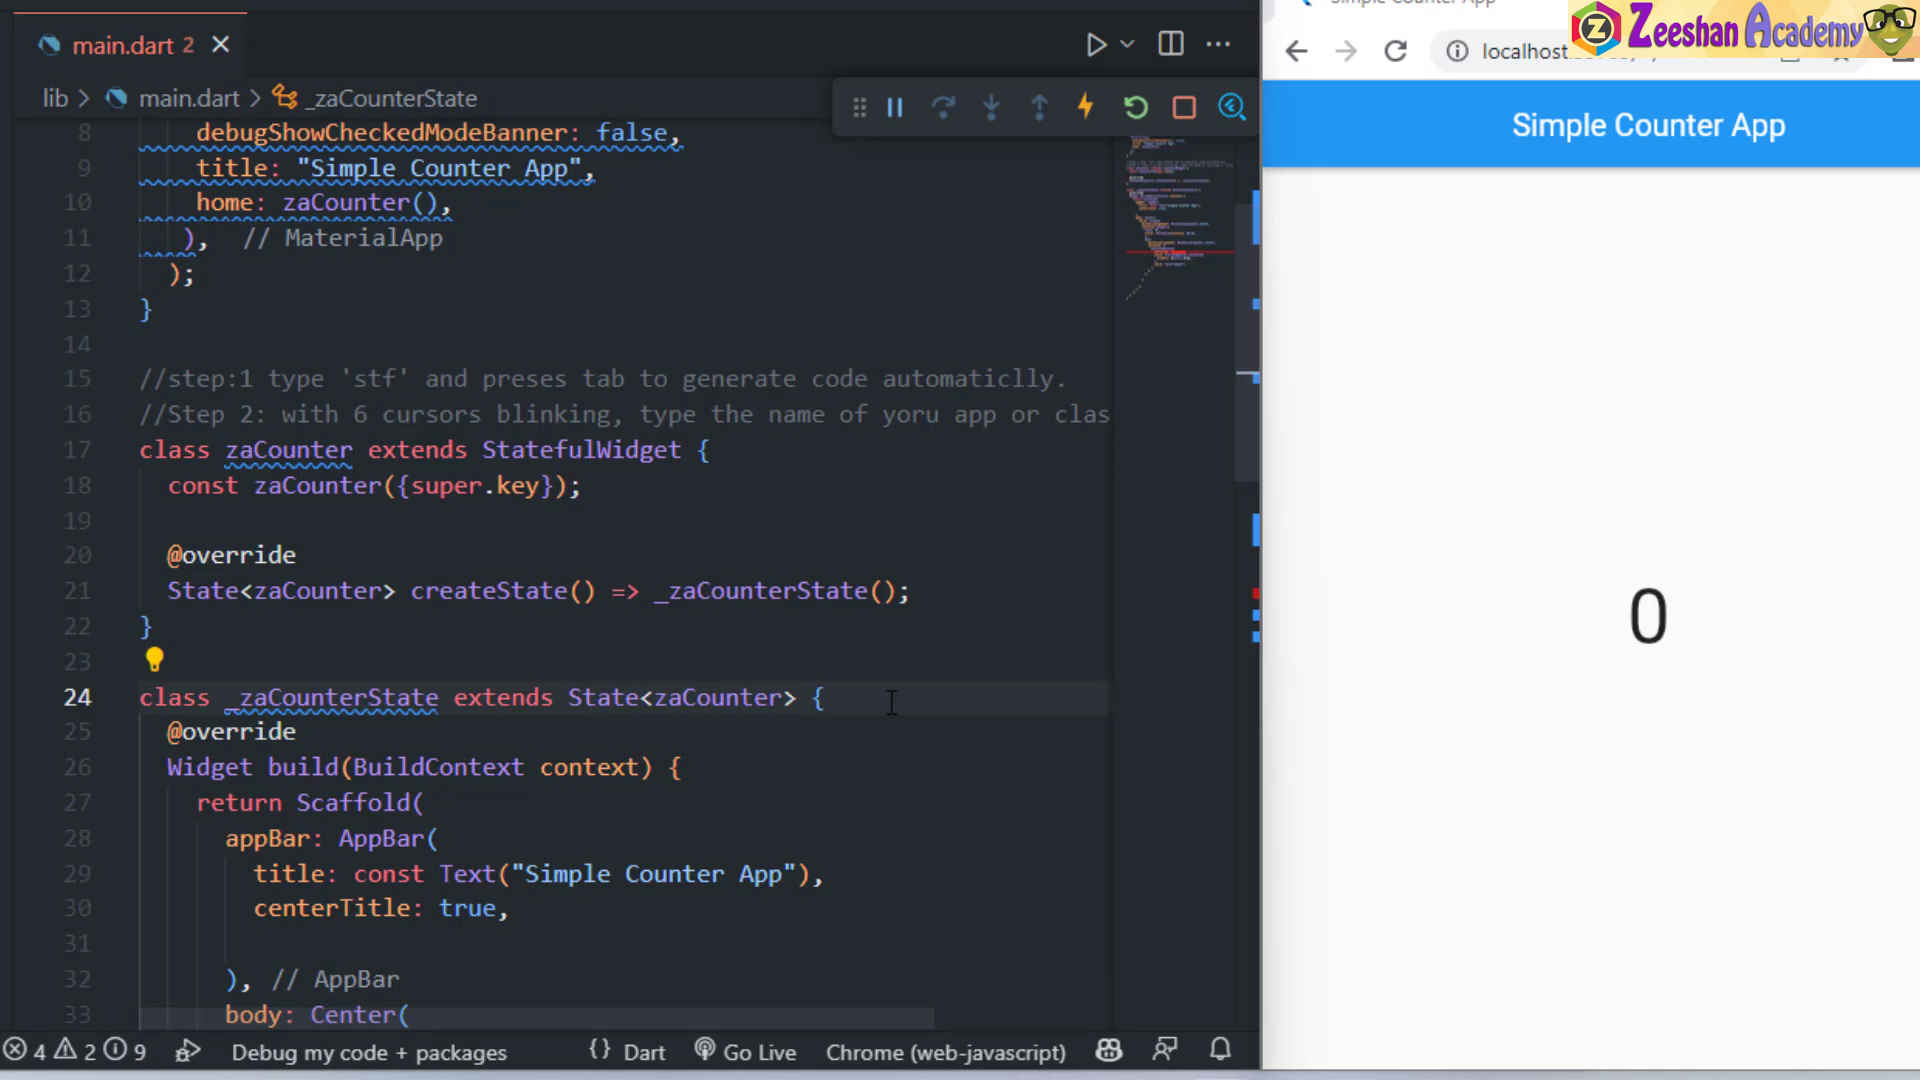 main.dart 2
lib > main.dart > _zaCounterState
8 debugShowCheckedModeBanner: false,
9 title: "Simple Counter App",
10 home: zaCounter(),
11 ), // MaterialApp
12 );
13 }
14
15 //step:1 type 'stf' and preses tab to generate code automaticlly.
16 //Step 2: with 6 cursors blinking, type the name of yoru app or clas
17 class zaCounter extends StatefulWidget {
18 const zaCounter({super.key});
19
20 @override
21 State<zaCounter> createState() => _zaCounterState();
22 }
23
24 class _zaCounterState extends State<zaCounter> {
25 @override
26 Widget build(BuildContext context) {
27 return Scaffold(
28 appBar: AppBar(
29 title: const Text("Simple Counter App"),
30 centerTitle: true,
31
32 ), // AppBar
33 body: Center(
4 2 9 Debug my code + packages {} Dart Go Live Chrome (web-javascript)
Simple Counter App
Z Zeeshan Academy
localhost:
Simple Counter App
0